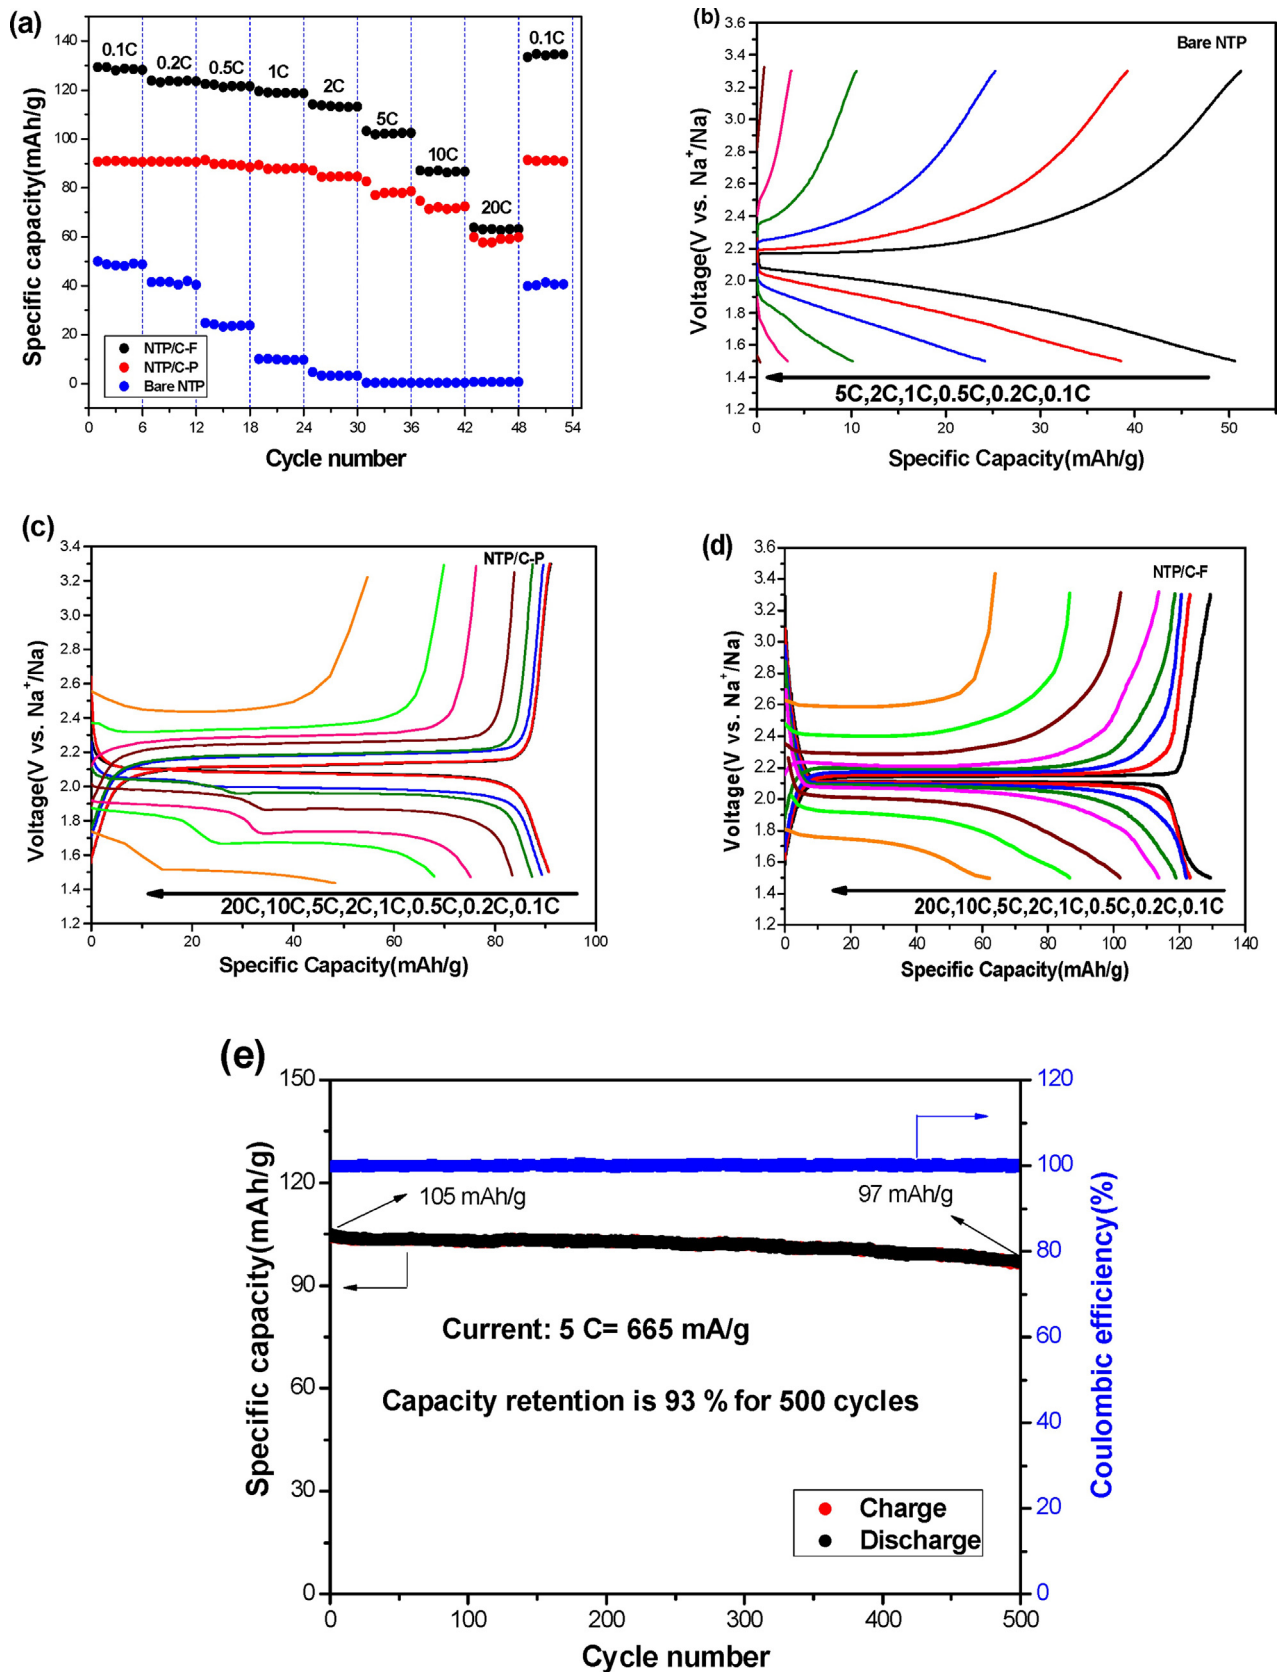 (a)
140
120
100
80
60
40
20
0
0.1C
0.2C
0.5C
1C
2C
5C
10C
20C
0.1C
NTP/C-F
NTP/C-P
Bare NTP
0 6 12 18 24 30 36 42 48 54
Cycle number
Specific capacity(mAh/g)
(b)
3.6
3.3
3.0
2.7
2.4
2.1
1.8
1.5
1.2
Bare NTP
5C,2C,1C,0.5C,0.2C,0.1C
0 10 20 30 40 50
Specific Capacity(mAh/g)
Voltage(V vs. Na+/Na)
(c)
3.4
3.2
3.0
2.8
2.6
2.4
2.2
2.0
1.8
1.6
1.4
1.2
NTP/C-P
20C,10C,5C,2C,1C,0.5C,0.2C,0.1C
0 20 40 60 80 100
Specific Capacity(mAh/g)
Voltage(V vs. Na+/Na)
(d)
3.6
3.4
3.2
3.0
2.8
2.6
2.4
2.2
2.0
1.8
1.6
1.4
1.2
NTP/C-F
20C,10C,5C,2C,1C,0.5C,0.2C,0.1C
0 20 40 60 80 100 120 140
Specific Capacity(mAh/g)
Voltage(V vs. Na+/Na)
(e)
150
120
90
60
30
0
120
100
80
60
40
20
0
105 mAh/g
97 mAh/g
Current: 5 C= 665 mA/g
Capacity retention is 93 % for 500 cycles
Charge
Discharge
0 100 200 300 400 500
Cycle number
Specific capacity(mAh/g)
Coulombic efficiency(%)